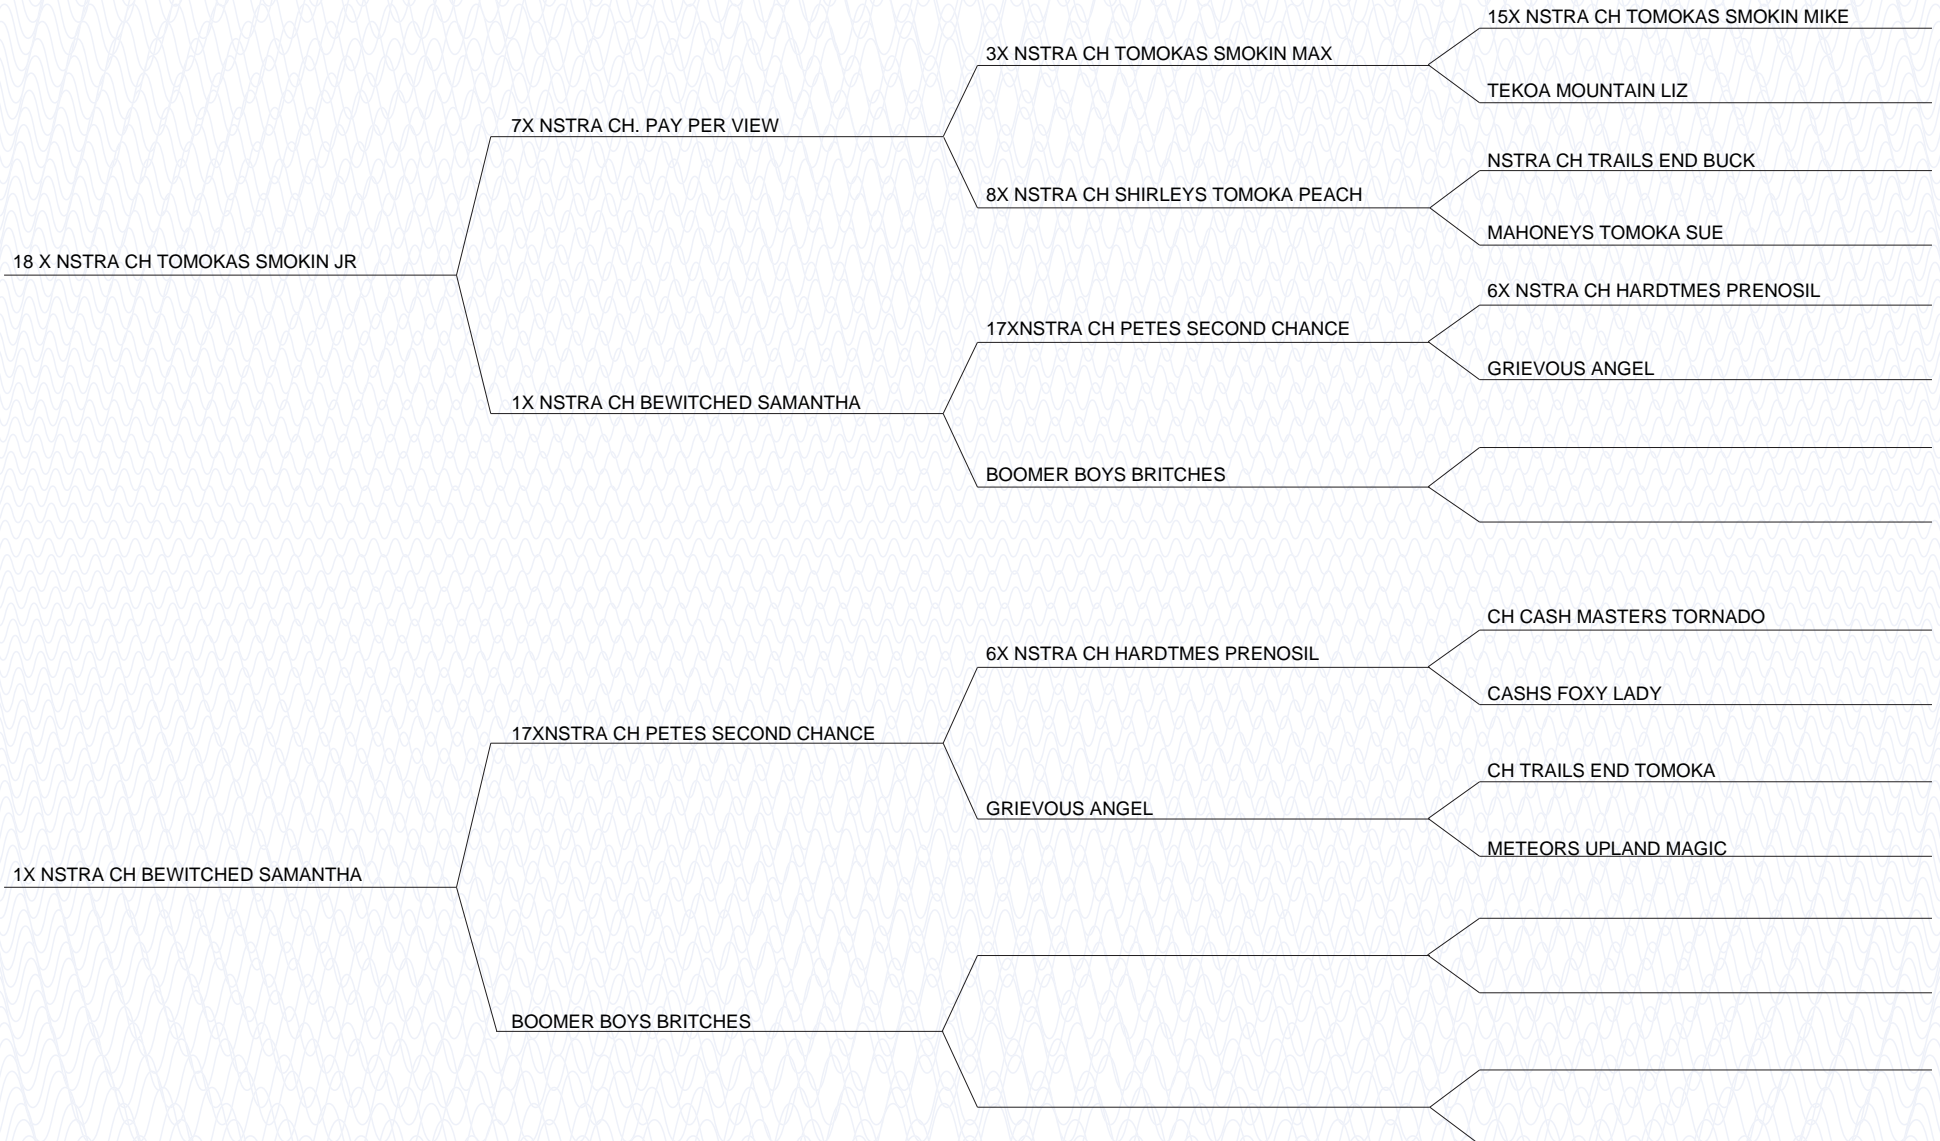 15X NSTRA CH TOMOKAS SMOKIN MIKE
3X NSTRA CH TOMOKAS SMOKIN MAX
TEKOA MOUNTAIN LIZ
7X NSTRA CH. PAY PER VIEW
NSTRA CH TRAILS END BUCK
8X NSTRA CH SHIRLEYS TOMOKA PEACH
MAHONEYS TOMOKA SUE
18 X NSTRA CH TOMOKAS SMOKIN JR
6X NSTRA CH HARDTMES PRENOSIL
17XNSTRA CH PETES SECOND CHANCE
GRIEVOUS ANGEL
1X NSTRA CH BEWITCHED SAMANTHA
BOOMER BOYS BRITCHES
CH CASH MASTERS TORNADO
6X NSTRA CH HARDTMES PRENOSIL
CASHS FOXY LADY
17XNSTRA CH PETES SECOND CHANCE
CH TRAILS END TOMOKA
GRIEVOUS ANGEL
METEORS UPLAND MAGIC
1X NSTRA CH BEWITCHED SAMANTHA
BOOMER BOYS BRITCHES